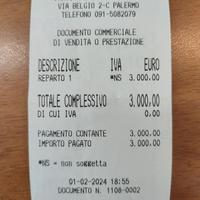 VIA BELGIO 2-C PALERMO
TELEFONO 091-5082079
DOCUMENTO COMMERCIALE
DI VENDITA O PRESTAZIONE
DESCRIZIONE IVA EURO
REPARTO 1 *NS 3.000,00
TOTALE COMPLESSIVO 3.000,00
DI CUI IVA 0,00
PAGAMENTO CONTANTE 3.000,00
IMPORTO PAGATO 3.000,00
*NS = non soggetta
01-02-2024 18:55
DOCUMENTO N. 1108-0002